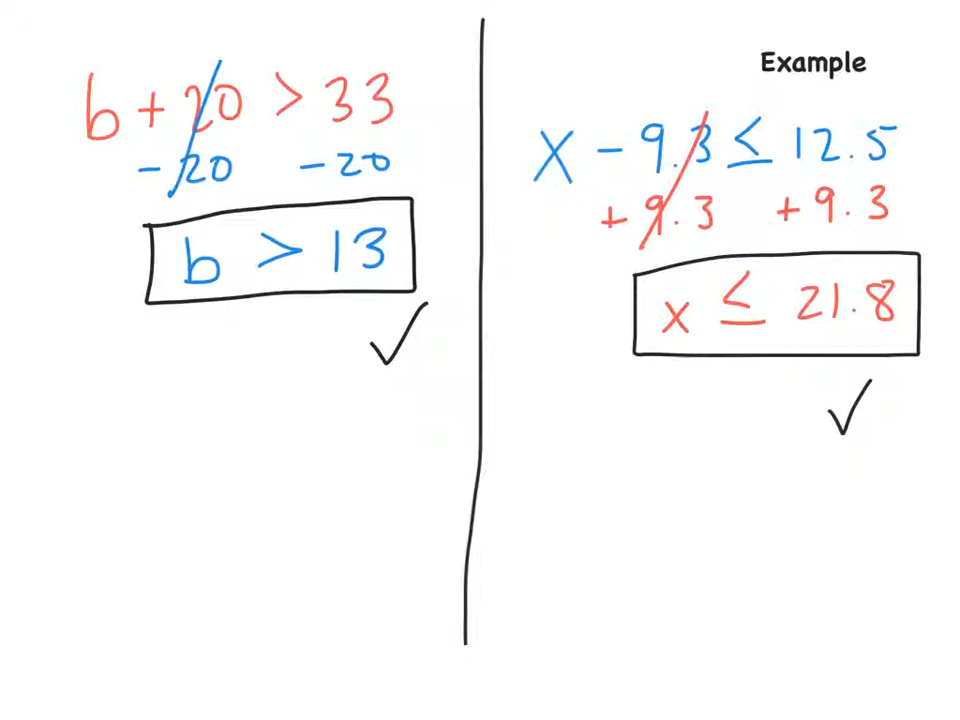 b + 20 > 33
- 20 - 20
b > 13
Example
x - 9.3 ≤ 12.5
+ 9.3 + 9.3
x ≤ 21.8